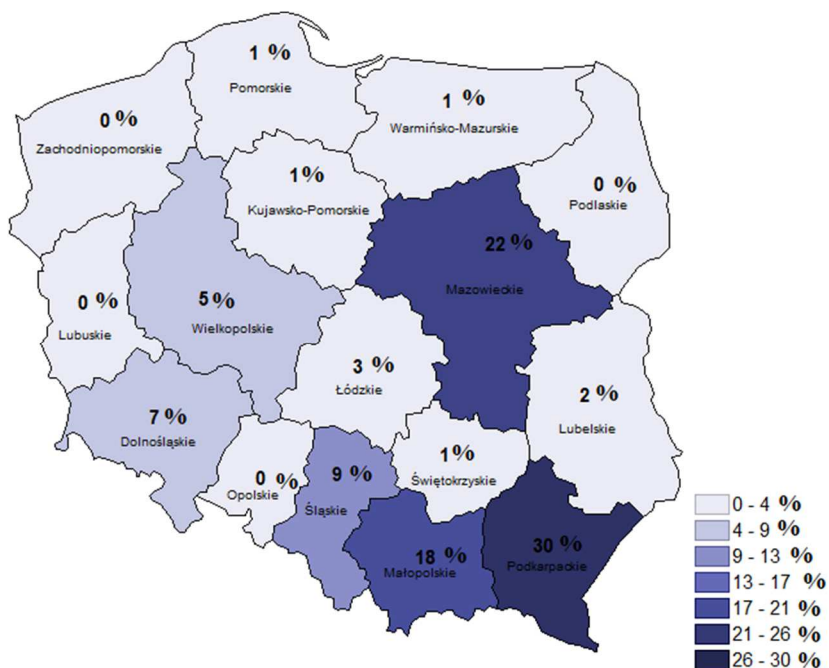 1 %
Pomorskie
0 %
Zachodniopomorskie
1 %
Warmińsko-Mazurskie
1 %
Kujawsko-Pomorskie
0 %
Podlaskie
22 %
Mazowieckie
0 %
Lubuskie
5 %
Wielkopolskie
3 %
Łódzkie
2 %
Lubelskie
7 %
Dolnośląskie
0 %
Opolskie
9 %
Śląskie
1 %
Świętokrzyskie
18 %
Małopolskie
30 %
Podkarpackie
0 - 4 %
4 - 9 %
9 - 13 %
13 - 17 %
17 - 21 %
21 - 26 %
26 - 30 %